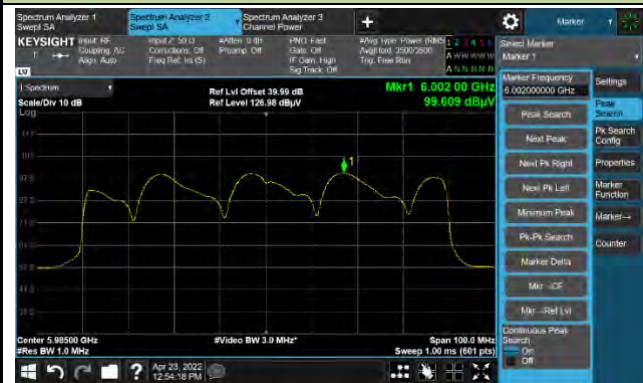 Spectrum Analyzer 1
Swept SA
Spectrum Analyzer 2
Swept SA
Spectrum Analyzer 3
Channel Power
Marker
KEYSIGHT
Input: RF
Coupling: AC
Align: Auto
Input Z: 50 Ω
Corrections: Off
Freq Ref: Int (S)
#Atten: 0 dB
Preamp: Off
PNO: Fast
Gate: Off
IF Gain: High
Sig Track: Off
#Avg Type: Power (RMS)
Avg|Hold: 3500/3500
Trig: Free Run
1 2 3 4 5 6
A W W W W W
A N N N N N
LV
1 Spectrum
Scale/Div 10 dB
Log
Ref Lvl Offset 39.99 dB
Ref Level 126.98 dBµV
Mkr1 6.002 00 GHz
99.609 dBµV
1
Center 5.98500 GHz
#Res BW 1.0 MHz
#Video BW 3.0 MHz*
Span 100.0 MHz
Sweep 1.00 ms (601 pts)
Select Marker
Marker 1
Marker Frequency
6.002000000 GHz
Peak Search
Next Peak
Next Pk Right
Next Pk Left
Minimum Peak
Pk-Pk Search
Marker Delta
Mkr→CF
Mkr→Ref Lvl
Continuous Peak
Search
On
Off
Settings
Peak
Search
Pk Search
Config
Properties
Marker
Function
Marker→
Counter
?
Apr 23, 2022
12:54:18 PM